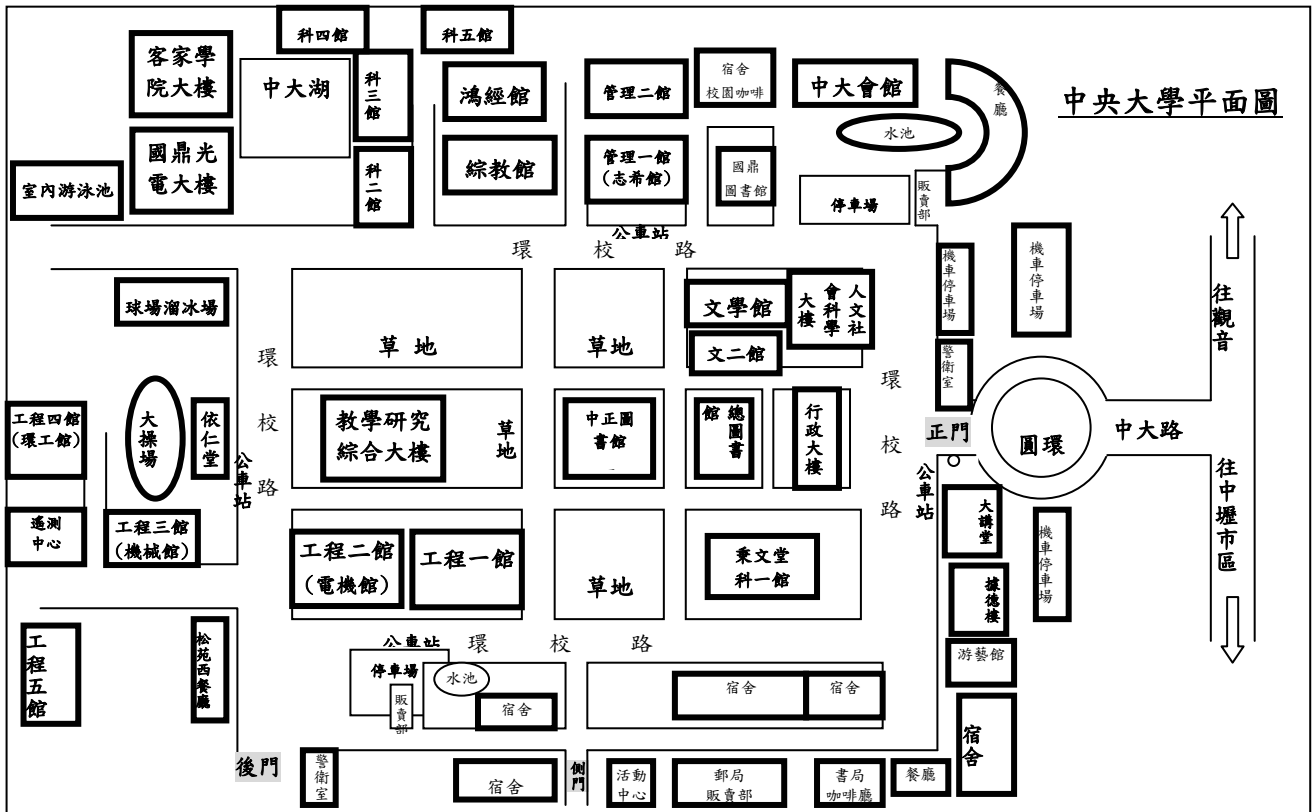 中央大學平面圖
科四館
科五館
客家學
院大樓
中大湖
科三館
鴻經館
管理二館
宿舍
校園咖啡
中大會館
餐廳
水池
國鼎光
電大樓
室內游泳池
科二館
綜教館
管理一館
(志希館)
國鼎
圖書館
停車場
販賣部
公車站
環校路
球場溜冰場
草地
草地
文學館
文二館
人文社
會科學
大樓
機車停車場
機車停車場
往觀音
警衛室
環校路
環校路
工程四館
(環工館)
大操場
依仁堂
公車站
教學研究
綜合大樓
草地
中正圖
書館
總圖書
館
行政大樓
正門
圓環
中大路
公車站
往中壢市區
遙測
中心
工程三館
(機械館)
工程二館
(電機館)
工程一館
草地
秉文堂
科一館
大講堂
機車停車場
據德樓
游藝館
公車站
環校路
工程五館
松苑西餐廳
停車場
水池
販賣部
宿舍
宿舍
宿舍
宿舍
後門
警衛室
宿舍
側門
活動
中心
郵局
販賣部
書局
咖啡廳
餐廳